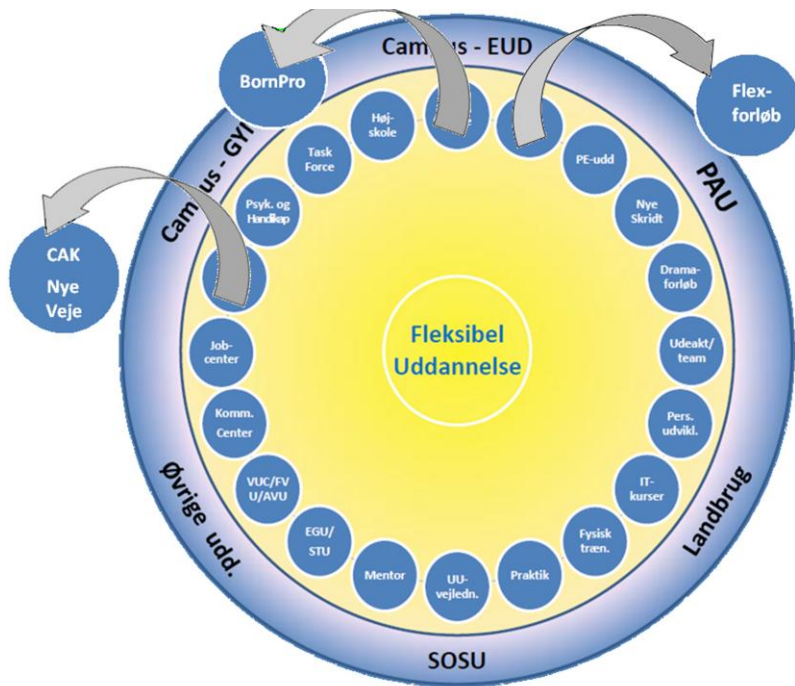 Campus - EUD
BornPro
Flex-
forløb
PAU
Campus - GYM
CAK
Nye
Veje
Høj-
skole
Task
Force
Psyk. og
Handikap
PE-udd
Nye
Skridt
Drama-
forløb
Udeakt/
team
Pers.
udvikl.
IT-
kurser
Fysisk
træn.
Praktik
UU-
vejledn.
Mentor
EGU/
STU
VUC/FV
U/AVU
Komm.
Center
Job-
center
Fleksibel
Uddannelse
Landbrug
Øvrige udd.
SOSU